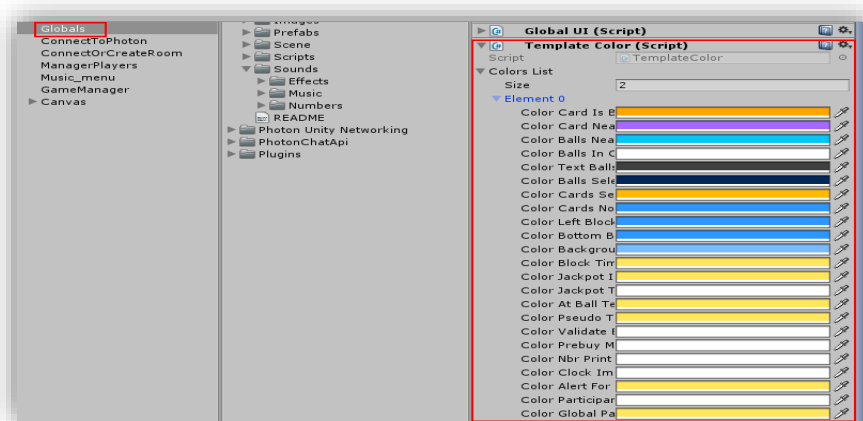 Globals
ConnectToPhoton
ConnectOrCreateRoom
ManagerPlayers
Music_menu
GameManager
Canvas
Images
Prefabs
Scene
Scripts
Sounds
Effects
Music
Numbers
README
Photon Unity Networking
PhotonChatApi
Plugins
Global UI (Script)
Template Color (Script)
Script TemplateColor
Colors List
Size 2
Element 0
Color Card Is B
Color Card Nea
Color Balls Nea
Color Balls In C
Color Text Balls
Color Balls Sele
Color Cards Se
Color Cards No
Color Left Block
Color Bottom B
Color Backgrou
Color Block Tim
Color Jackpot I
Color Jackpot T
Color At Ball Te
Color Pseudo T
Color Validate B
Color Prebuy M
Color Nbr Print
Color Clock Im
Color Alert For
Color Participar
Color Global Pa